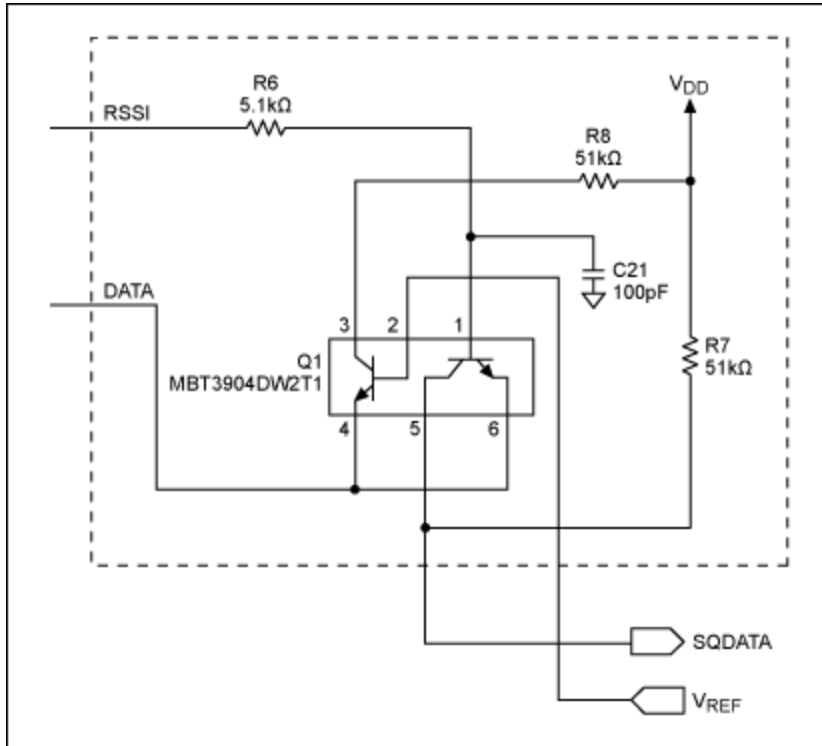 R6
5.1kΩ
RSSI
VDD
R8
51kΩ
C21
100pF
DATA
3 2 1
Q1
MBT3904DW2T1
R7
51kΩ
4 5 6
SQDATA
VREF